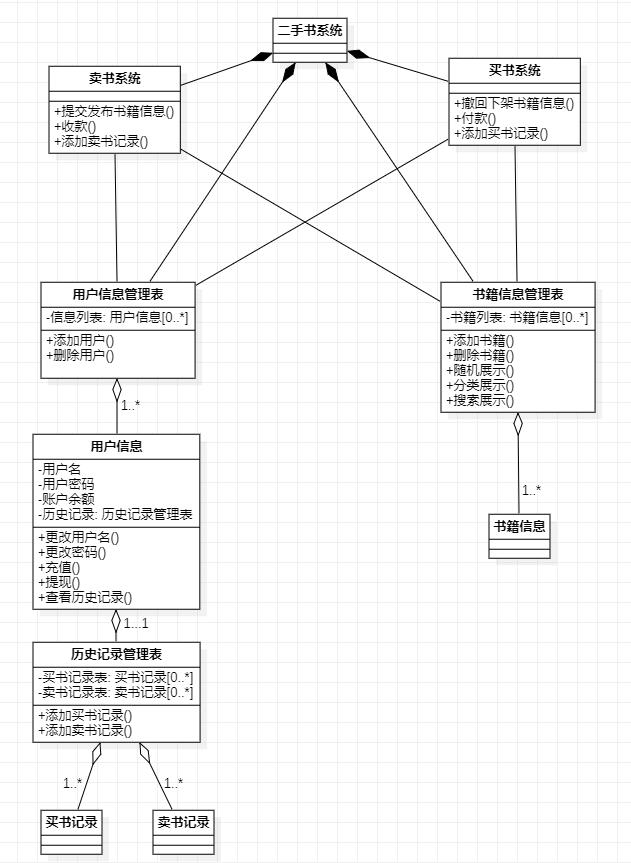 二手书系统
卖书系统
+提交发布书籍信息()
+收款()
+添加卖书记录()
买书系统
+撤回下架书籍信息()
+付款()
+添加买书记录()
用户信息管理表
-信息列表: 用户信息[0..*]
+添加用户()
+删除用户()
书籍信息管理表
-书籍列表: 书籍信息[0..*]
+添加书籍()
+删除书籍()
+随机展示()
+分类展示()
+搜索展示()
1..*
用户信息
-用户名
-用户密码
-账户余额
-历史记录: 历史记录管理表
+更改用户名()
+更改密码()
+充值()
+提现()
+查看历史记录()
1..*
书籍信息
1...1
历史记录管理表
-买书记录表: 买书记录[0..*]
-卖书记录表: 卖书记录[0..*]
+添加买书记录()
+添加卖书记录()
1..*
1..*
买书记录
卖书记录